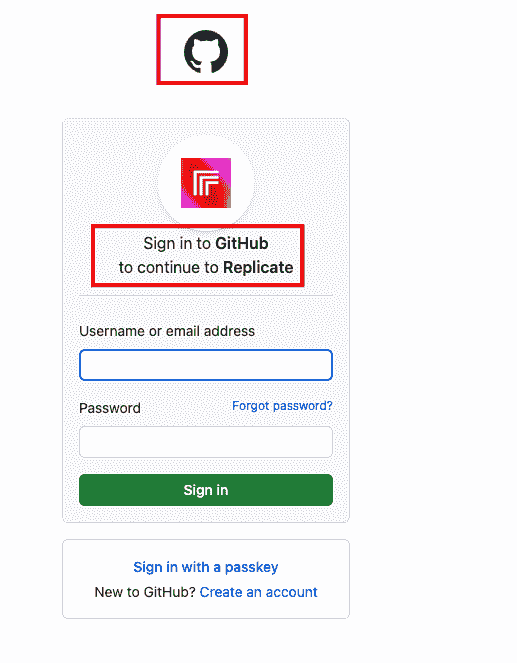 Sign in to GitHub
to continue to Replicate
Username or email address
Password
Forgot password?
Sign in
Sign in with a passkey
New to GitHub? Create an account